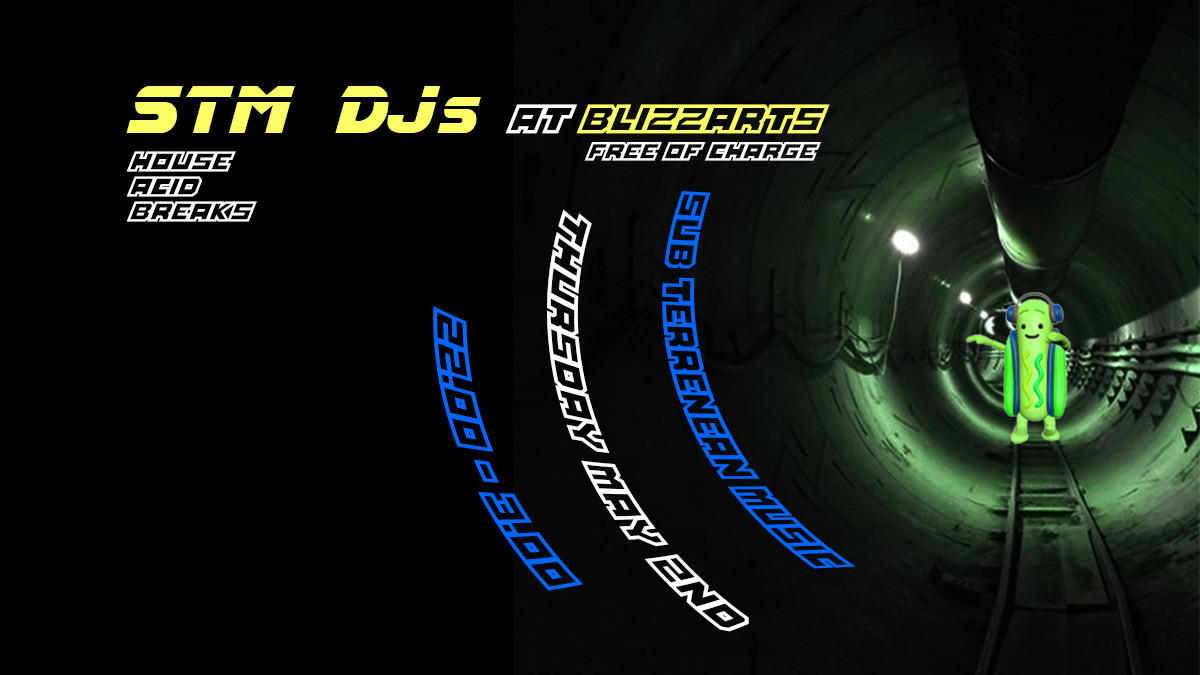 STM DJs AT BLIZZARTS
FREE OF CHARGE
HOUSE
ACID
BREAKS
SUB TERRENEAN MUSIC
THURSDAY MAY 2ND
22.00 - 3.00